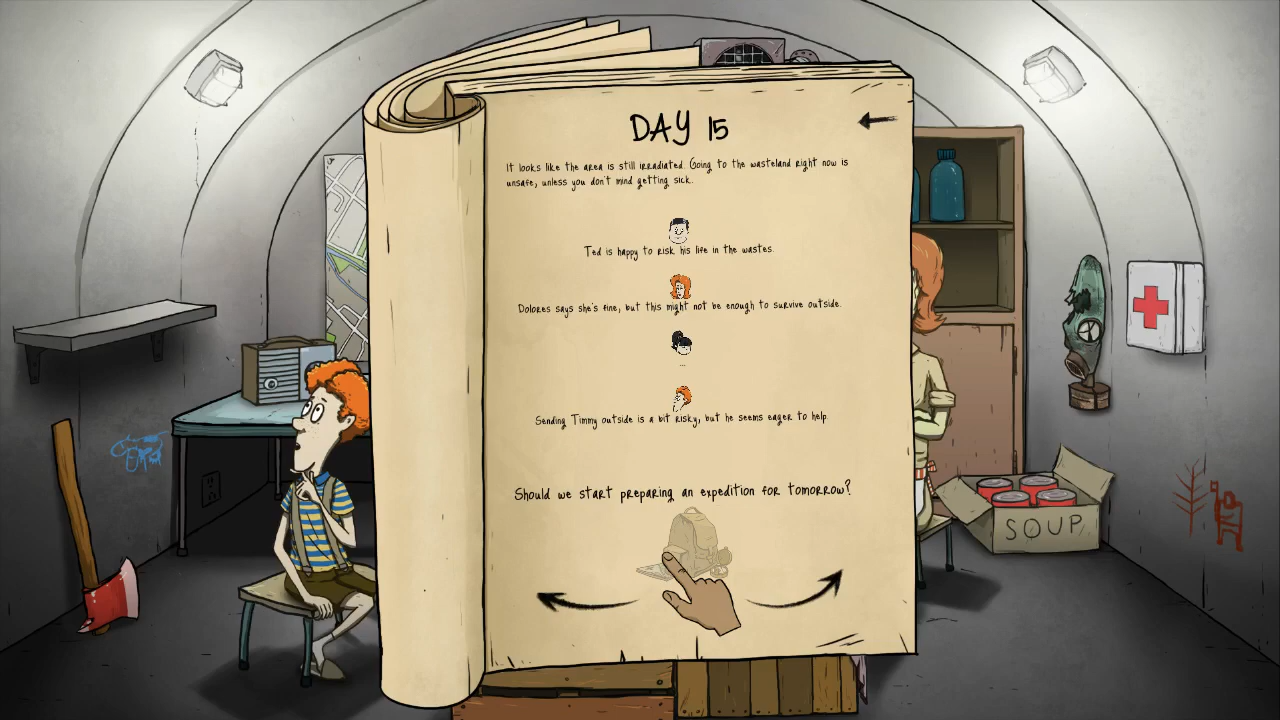 DAY 15
It looks like the area is still irradiated. Going to the wasteland right now is
unsafe, unless you don't mind getting sick.
Ted is happy to risk his life in the wastes.
Dolores says she's fine, but this might not be enough to survive outside.
...
Sending Timmy outside is a bit risky, but he seems eager to help.
Should we start preparing an expedition for tomorrow?
SOUP